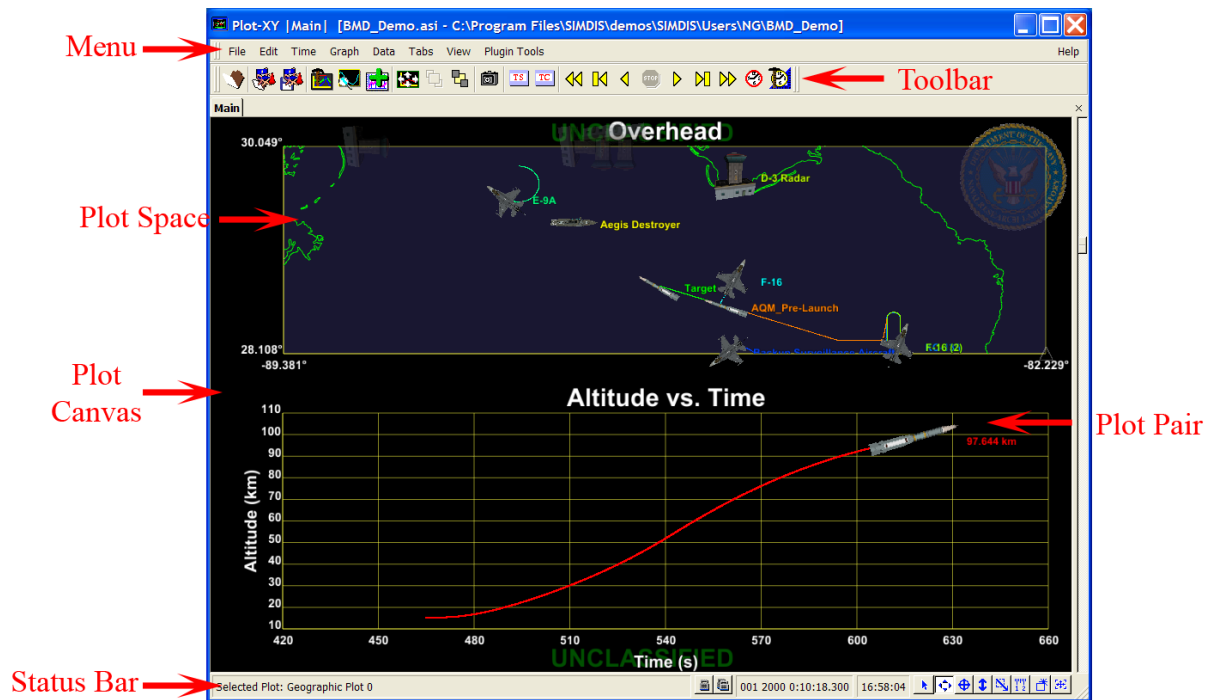 Plot-XY |Main| [BMD_Demo.asi - C:\Program Files\SIMDIS\demos\SIMDIS\Users\NG\BMD_Demo]
Menu
File Edit Time Graph Data Tabs View Plugin Tools Help
TS TC STOP
Toolbar
Main
UNCLASSIFIED
Overhead
30.049°
D-3 Radar
E-9A
Plot Space
Aegis Destroyer
Target
F-16
AQM_Pre-Launch
F-16 (2)
28.108°
-89.381°
-82.229°
Plot
Canvas
Altitude vs. Time
Plot Pair
110
100
97.644 km
90
80
70
60
50
40
30
20
10
Altitude (km)
420 450 480 510 540 570 600 630 660
UNCLASSIFIED
Time (s)
Status Bar
Selected Plot: Geographic Plot 0
001 2000 0:10:18.300
16:58:04